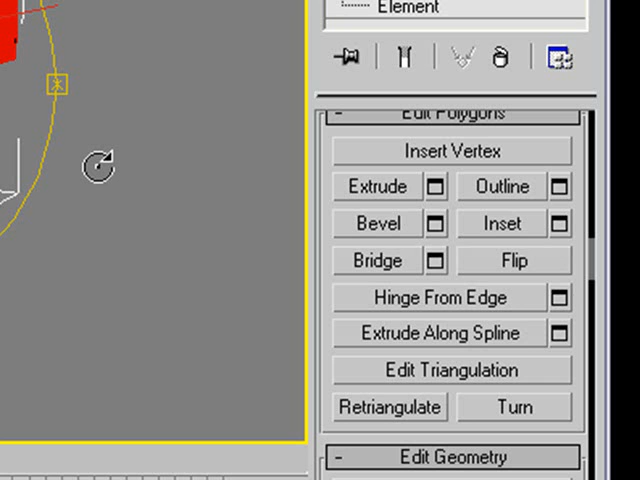 Element
Edit Polygons
Insert Vertex
Extrude Outline
Bevel Inset
Bridge Flip
Hinge From Edge
Extrude Along Spline
Edit Triangulation
Retriangulate Turn
- Edit Geometry